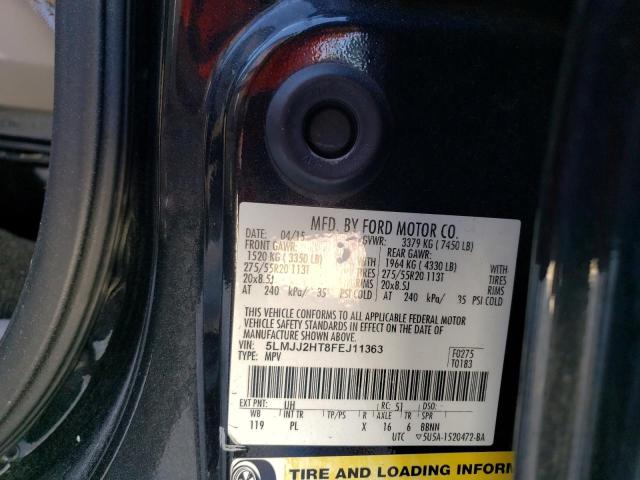 MFD. BY FORD MOTOR CO.
DATE: 04/15 GVWR: 3379 KG ( 7450 LB)
FRONT GAWR: REAR GAWR:
1520 KG ( 3350 LB) WITH 1964 KG ( 4330 LB) WITH
275/55R20 113T TIRES 275/55R20 113T TIRES
20x8.5J 20x8.5J RIMS
AT 240 kPa/ 35 PSI COLD AT 240 kPa/ 35 PSI COLD
THIS VEHICLE CONFORMS TO ALL APPLICABLE FEDERAL MOTOR
VEHICLE SAFETY STANDARDS IN EFFECT ON THE DATE OF
MANUFACTURE SHOWN ABOVE.
VIN: 5LMJJ2HT8FEJ11363 F0275
TYPE: MPV T0183
EXT PNT: UH RC: 51 DSO:
WB INT TR TP/PS R AXLE TR SPR
119 PL X 16 6 BBNN
UTC 5U5A-1520472-BA
TIRE AND LOADING INFORM